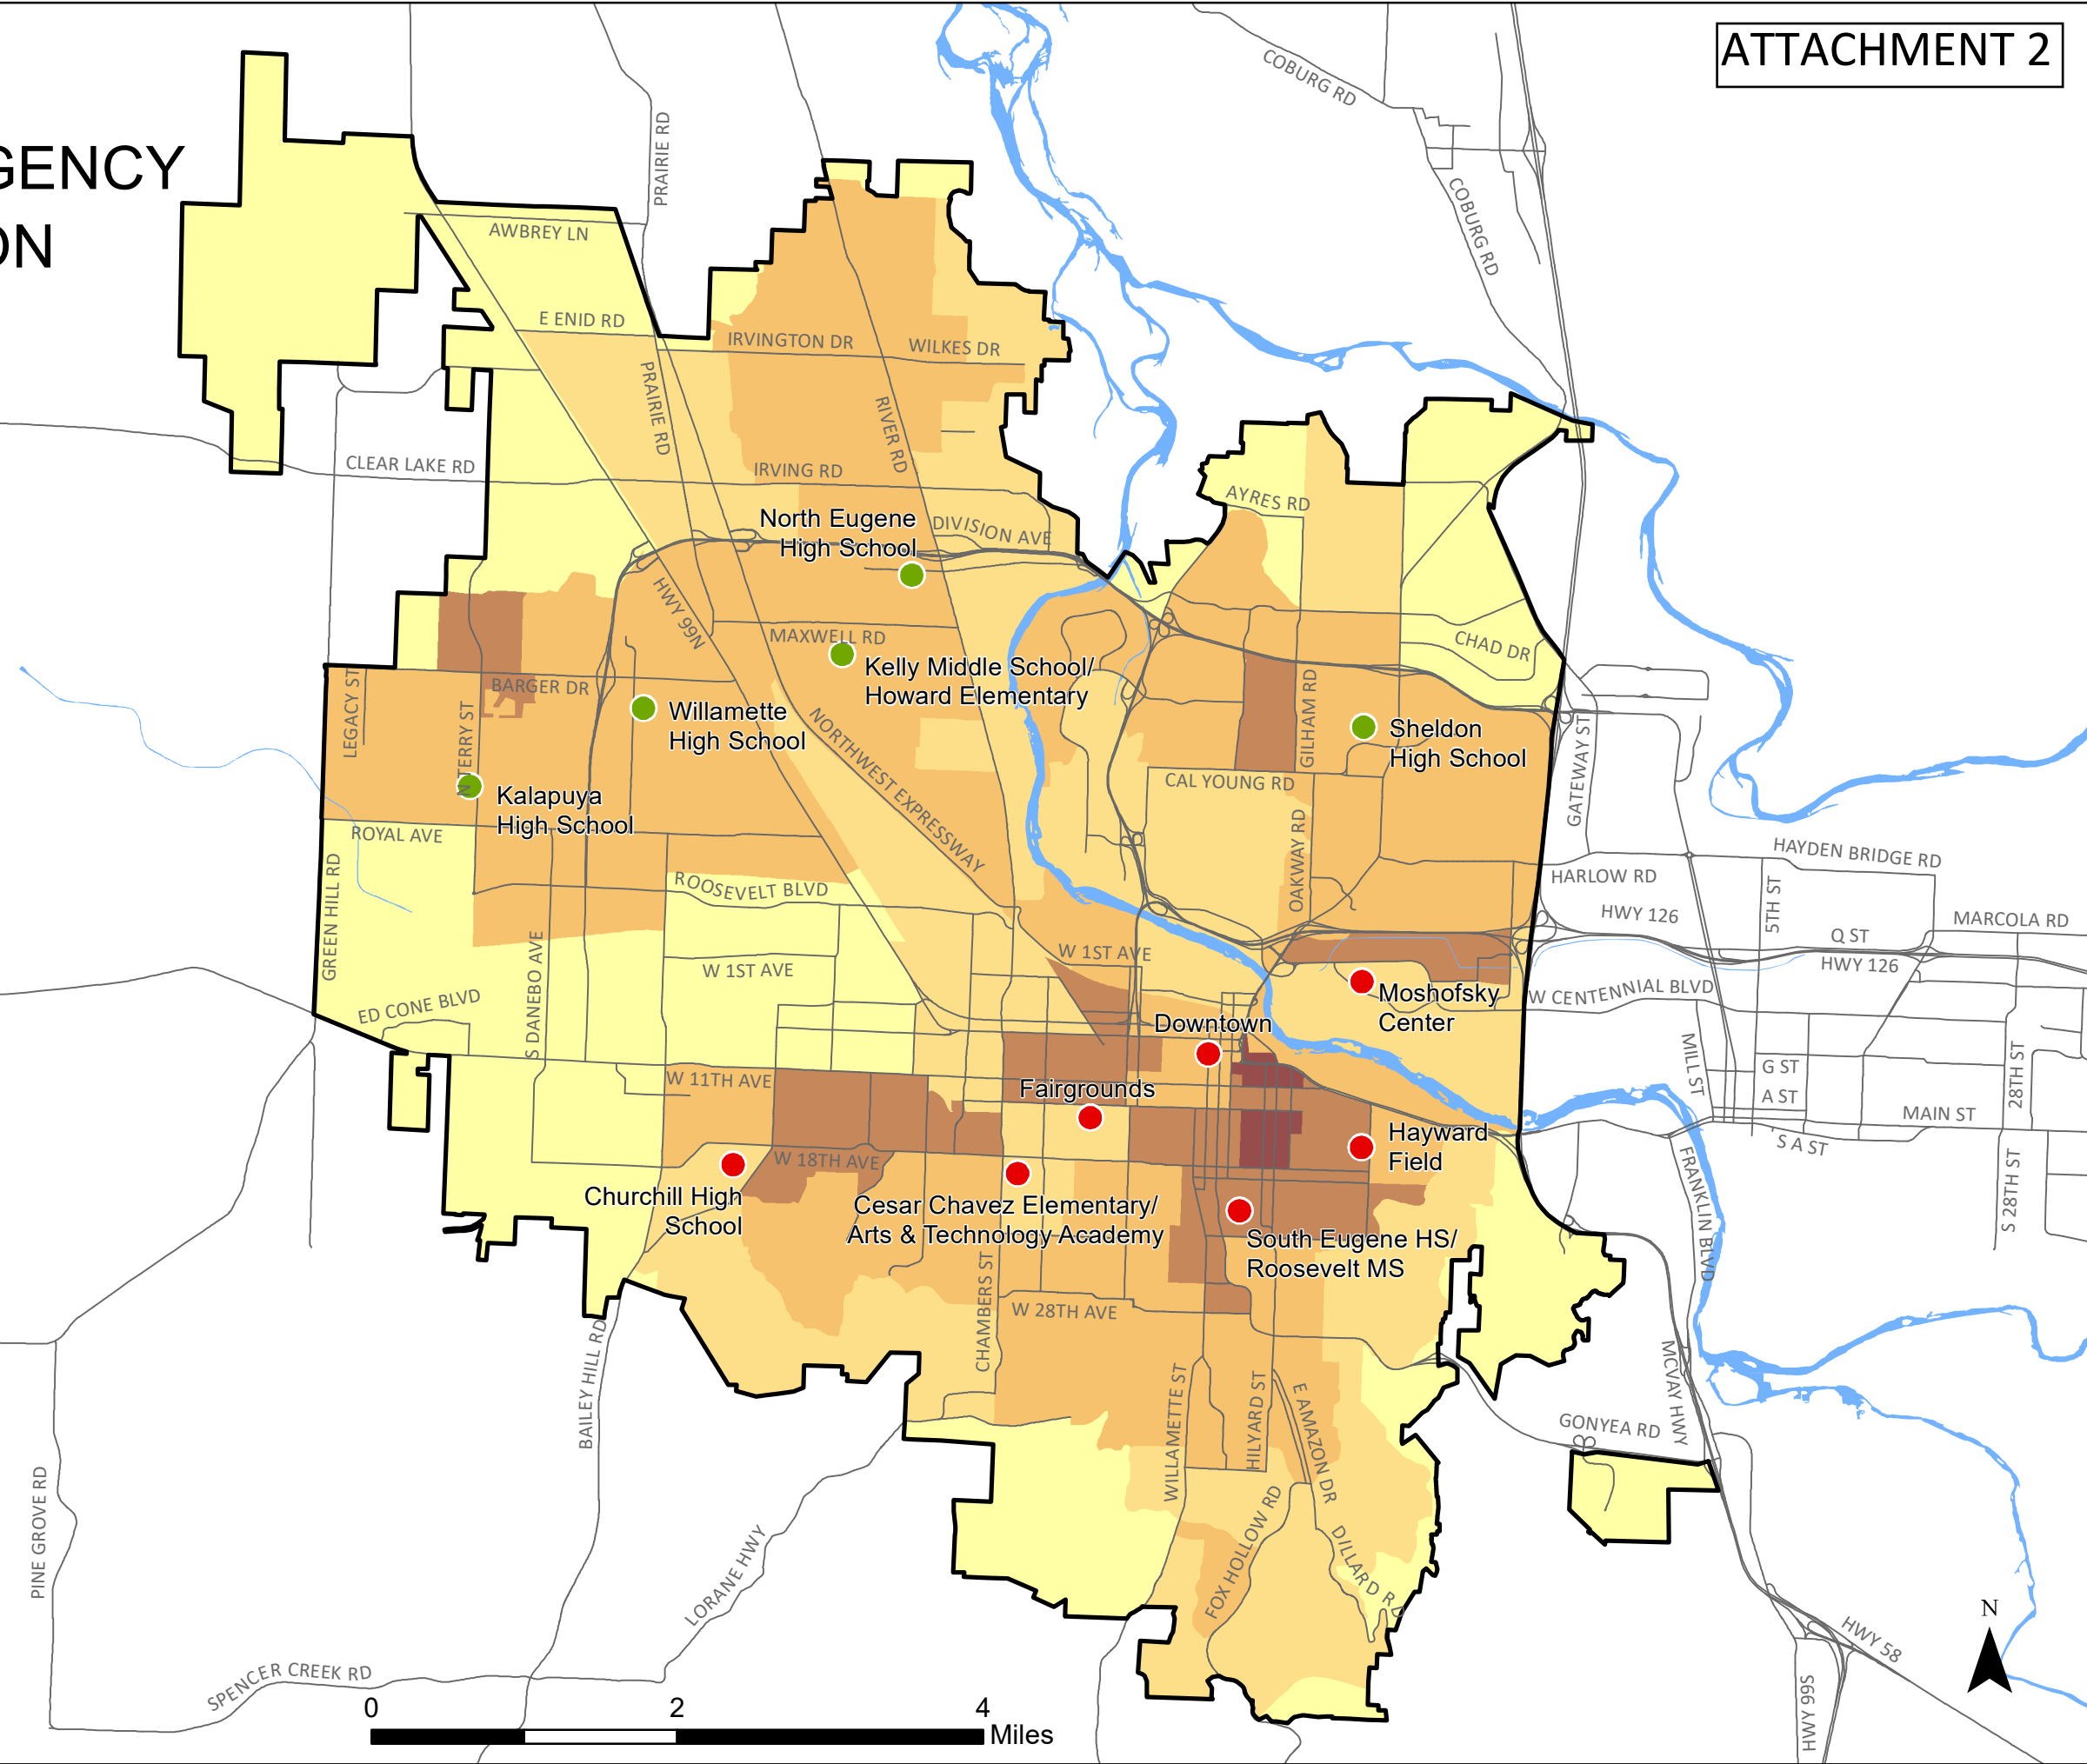 ATTACHMENT 2
GENCY
ON
COBURG RD
COBURG RD
PRAIRIE RD
AWBREY LN
E ENID RD
IRVINGTON DR
WILKES DR
PRAIRIE RD
RIVER RD
CLEAR LAKE RD
IRVING RD
AYRES RD
North Eugene
High School
DIVISION AVE
HWY 99N
MAXWELL RD
CHAD DR
Kelly Middle School/
Howard Elementary
BARGER DR
LEGACY ST
N TERRY ST
Willamette
High School
NORTHWEST EXPRESSWAY
GILHAM RD
Sheldon
High School
GATEWAY ST
CAL YOUNG RD
Kalapuya
High School
ROYAL AVE
OAKWAY RD
HAYDEN BRIDGE RD
HARLOW RD
ROOSEVELT BLVD
GREEN HILL RD
HWY 126
5TH ST
MARCOLA RD
Q ST
HWY 126
W 1ST AVE
W 1ST AVE
S DANEBO AVE
ED CONE BLVD
Moshofsky
Center
W CENTENNIAL BLVD
Downtown
MILL ST
G ST
A ST
28TH ST
MAIN ST
S A ST
W 11TH AVE
Fairgrounds
Hayward
Field
W 18TH AVE
Churchill High
School
Cesar Chavez Elementary/
Arts & Technology Academy
South Eugene HS/
Roosevelt MS
FRANKLIN BLVD
S 28TH ST
CHAMBERS ST
W 28TH AVE
BAILEY HILL RD
WILLAMETTE ST
HILYARD ST
E AMAZON DR
MCVAY HWY
GONYEA RD
PINE GROVE RD
LORANE HWY
FOX HOLLOW RD
DILLARD RD
SPENCER CREEK RD
HWY 58
HWY 99S
N
0 2 4
Miles